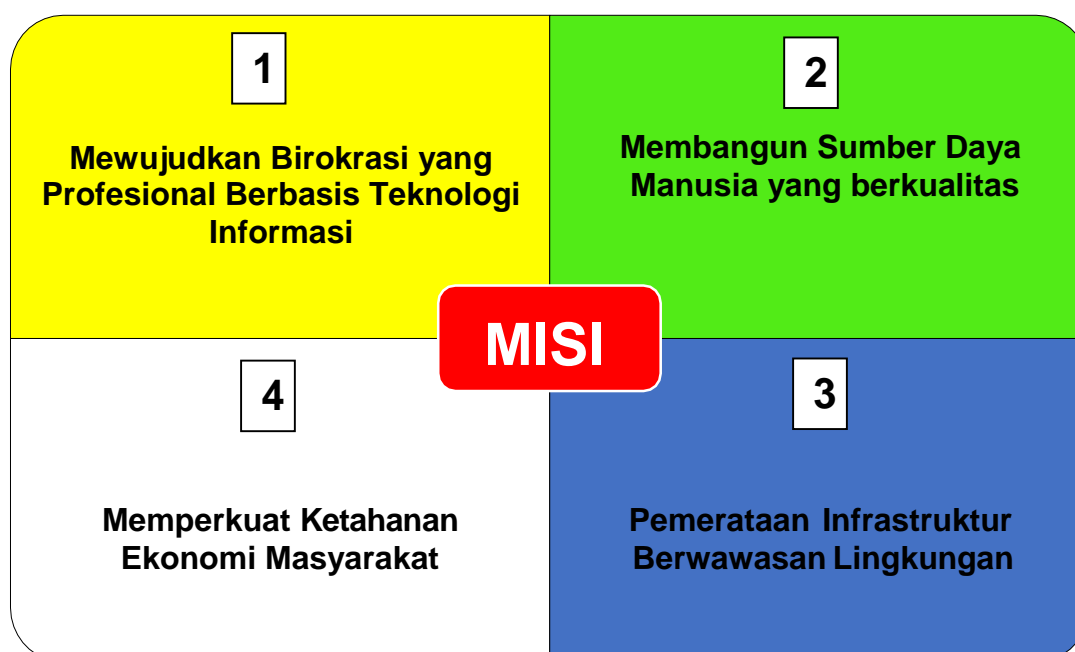 1
Mewujudkan Birokrasi yang
Profesional Berbasis Teknologi
Informasi
2
Membangun Sumber Daya
Manusia yang berkualitas
MISI
4
Memperkuat Ketahanan
Ekonomi Masyarakat
3
Pemerataan Infrastruktur
Berwawasan Lingkungan